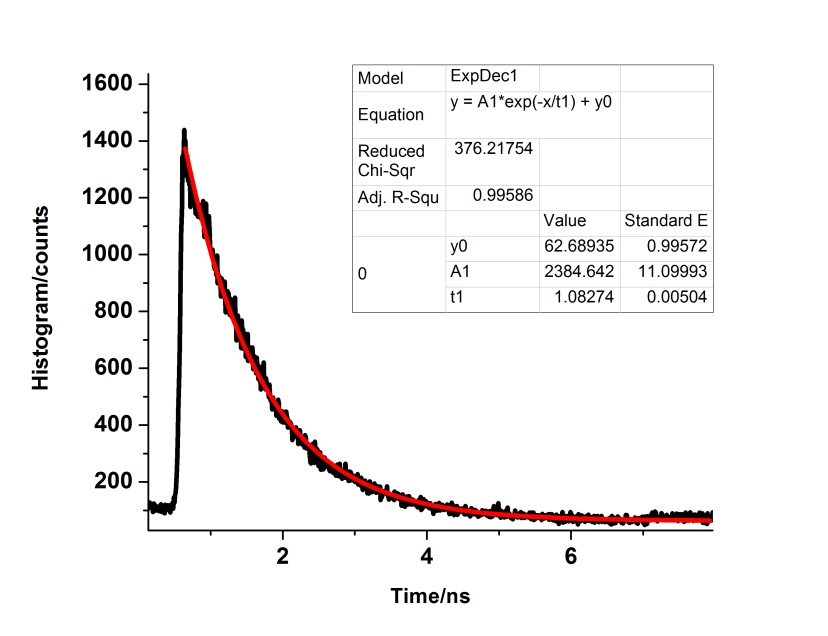 1600
1400
1200
1000
800
600
400
200
Histogram/counts
2 4 6
Time/ns
Model ExpDec1
Equation y = A1*exp(-x/t1) + y0
Reduced Chi-Sqr 376.21754
Adj. R-Squ 0.99586
Value Standard E
0 y0 62.68935 0.99572
A1 2384.642 11.09993
t1 1.08274 0.00504